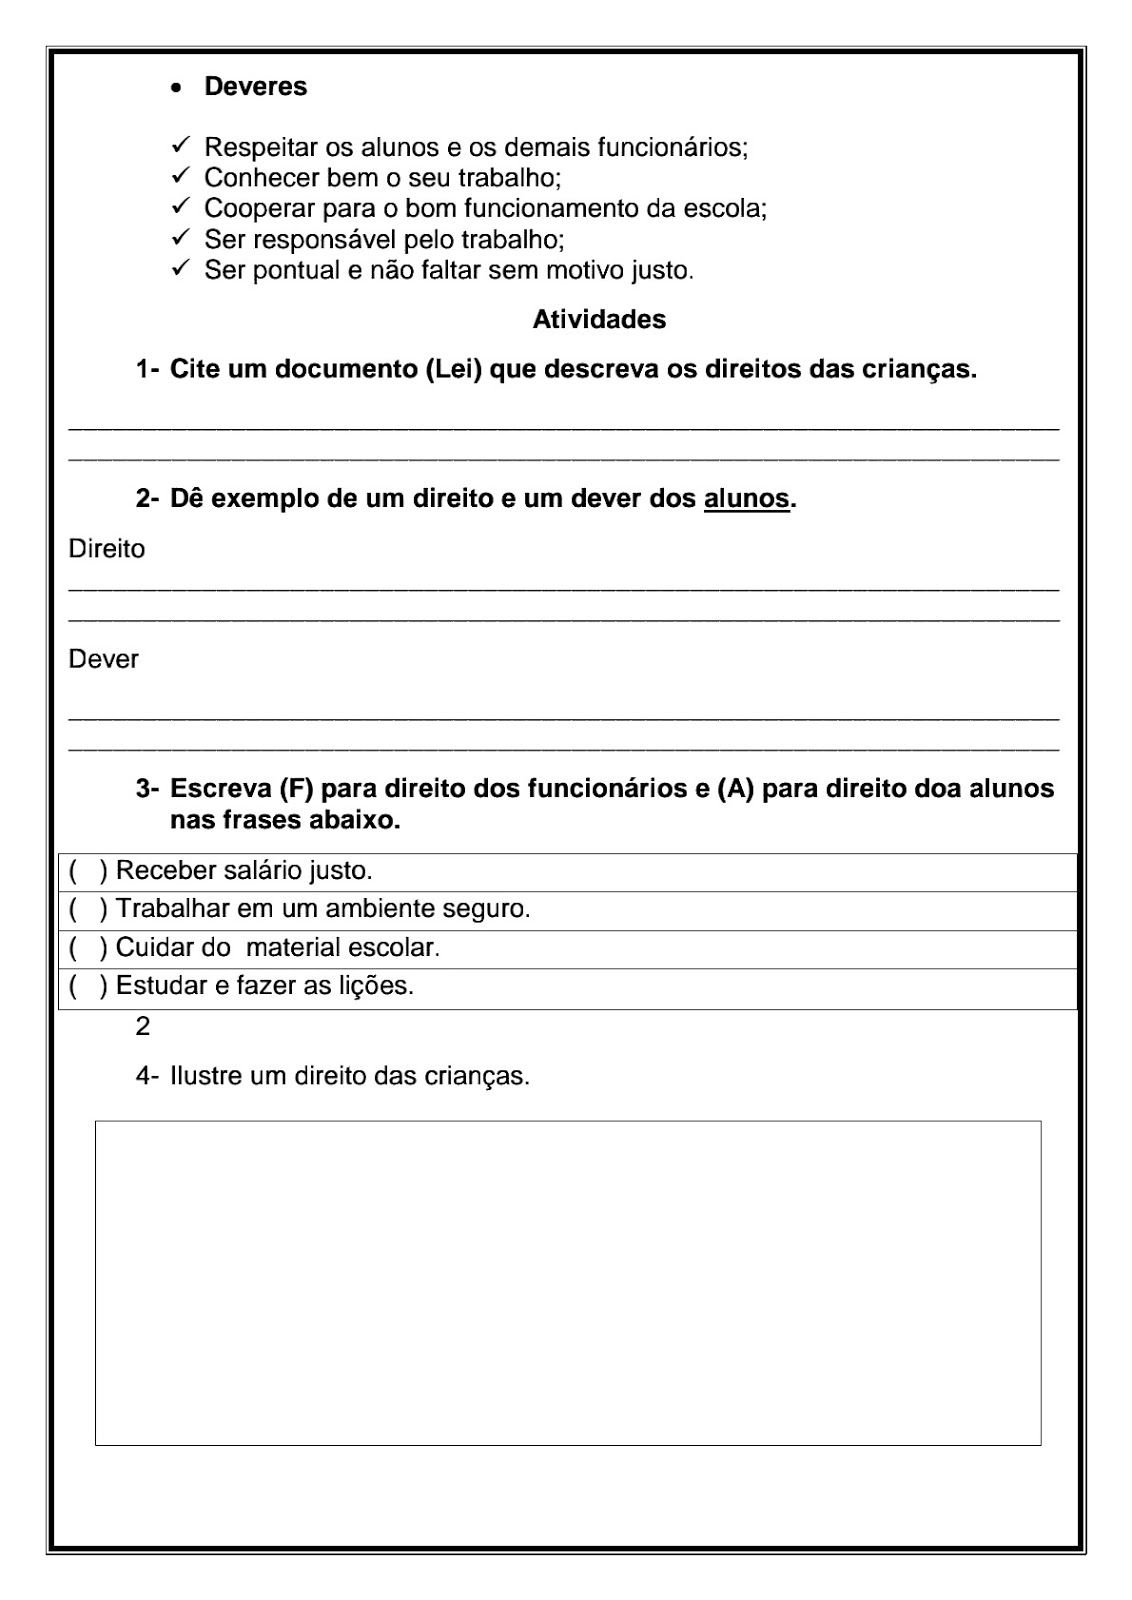 • Deveres
✓ Respeitar os alunos e os demais funcionários;
✓ Conhecer bem o seu trabalho;
✓ Cooperar para o bom funcionamento da escola;
✓ Ser responsável pelo trabalho;
✓ Ser pontual e não faltar sem motivo justo.
Atividades
1- Cite um documento (Lei) que descreva os direitos das crianças.
2- Dê exemplo de um direito e um dever dos alunos.
Direito
Dever
3- Escreva (F) para direito dos funcionários e (A) para direito doa alunos
nas frases abaixo.
( ) Receber salário justo.
( ) Trabalhar em um ambiente seguro.
( ) Cuidar do material escolar.
( ) Estudar e fazer as lições.
2
4- Ilustre um direito das crianças.